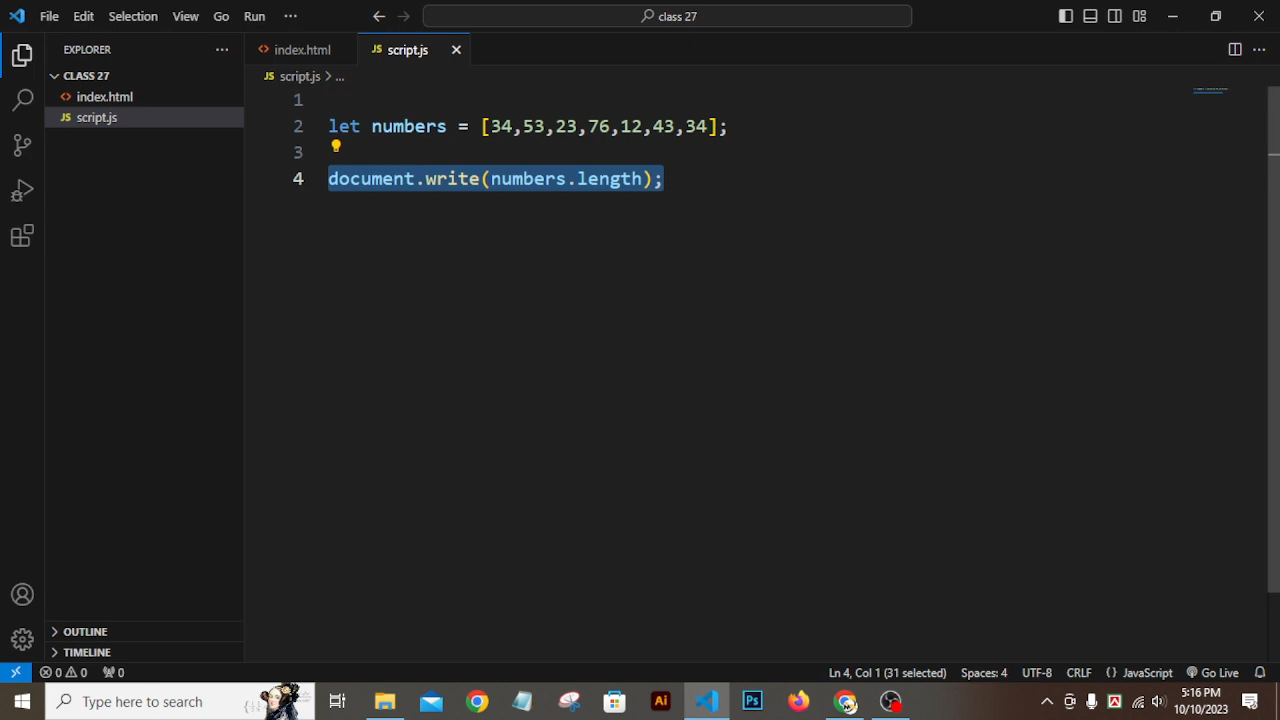 File Edit Selection View Go Run ··· class 27
EXPLORER ···
index.html
script.js
CLASS 27
index.html
script.js
script.js > ...
1
2 let numbers = [34,53,23,76,12,43,34];
3
4 document.write(numbers.length);
OUTLINE
TIMELINE
0 0 0 Ln 4, Col 1 (31 selected) Spaces: 4 UTF-8 CRLF { } JavaScript Go Live
Type here to search
5:16 PM
10/10/2023